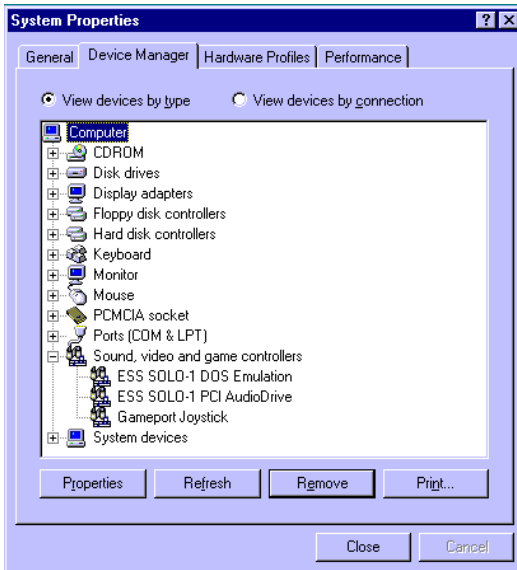 System Properties
General Device Manager Hardware Profiles Performance
View devices by type View devices by connection
Computer
CDROM
Disk drives
Display adapters
Floppy disk controllers
Hard disk controllers
Keyboard
Monitor
Mouse
PCMCIA socket
Ports (COM & LPT)
Sound, video and game controllers
ESS SOLO-1 DOS Emulation
ESS SOLO-1 PCI AudioDrive
Gameport Joystick
System devices
Properties Refresh Remove Print...
Close Cancel